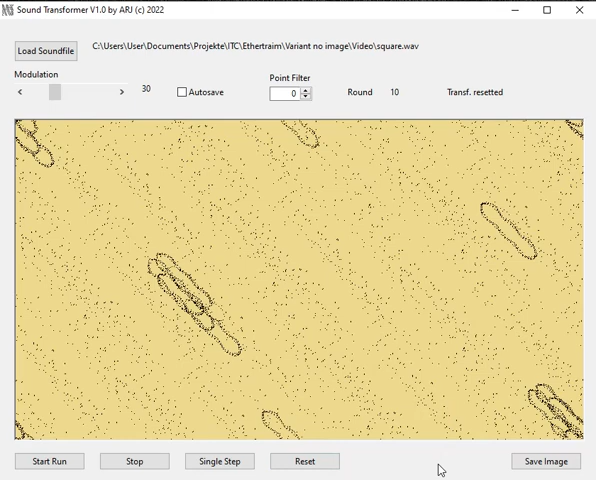 Sound Transformer V1.0 by ARJ (c) 2022
Load Soundfile
C:\Users\User\Documents\Projekte\ITC\Ethertraim\Variant no image\Video\square.wav
Modulation
30
Autosave
Point Filter
0
Round 10
Transf. resetted
Start Run
Stop
Single Step
Reset
Save Image